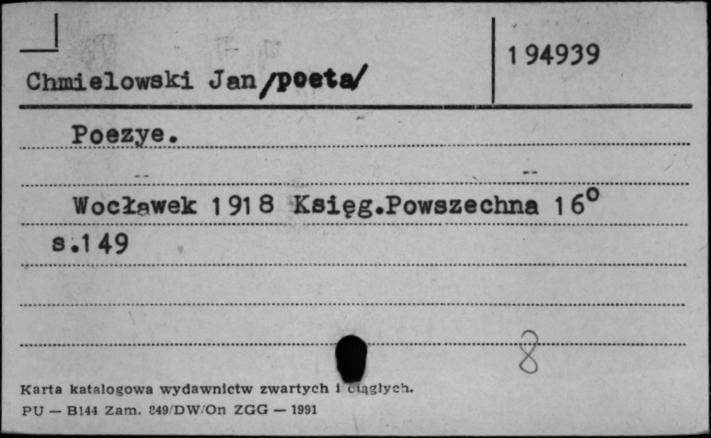 194939
Chmielowski Jan /poeta/
Poezye.
Wocławek 1918 Księg.Powszechna 16°
s.149
8
Karta katalogowa wydawnictw zwartych i ciągłych.
PU — B144 Zam. 849/DW/On ZGG — 1991